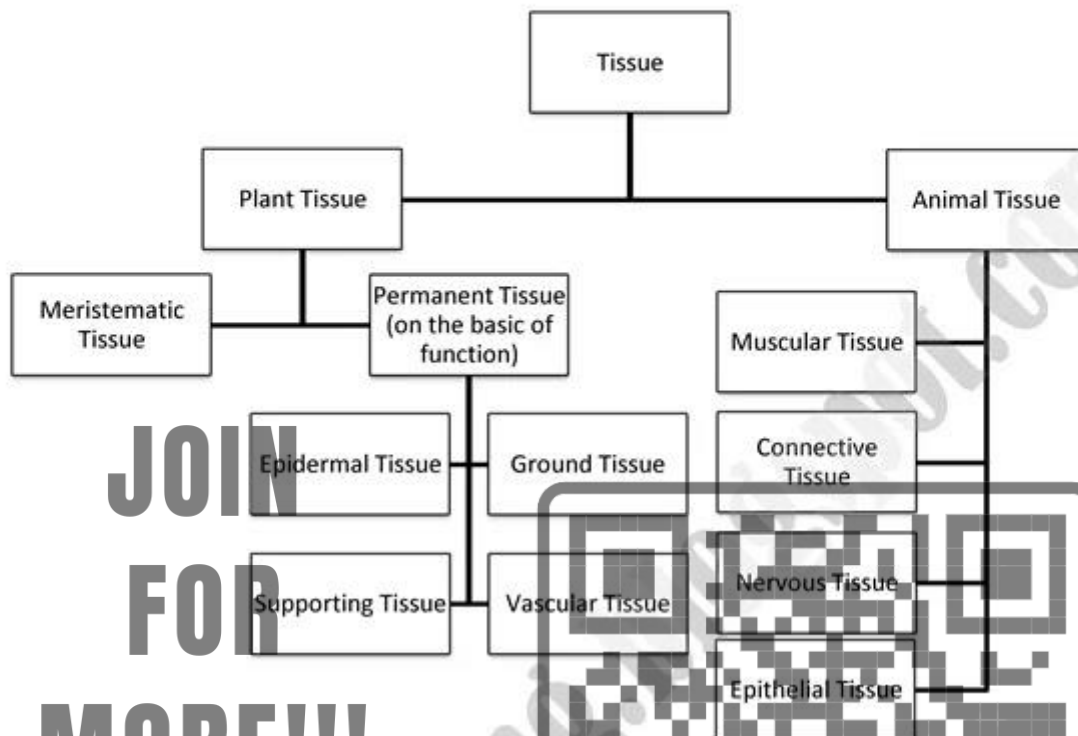 Tissue
Plant Tissue
Animal Tissue
Meristematic
Tissue
Permanent Tissue
(on the basic of
function)
Muscular Tissue
Epidermal Tissue
Ground Tissue
Connective
Tissue
Supporting Tissue
Vascular Tissue
Nervous Tissue
Epithelial Tissue
JOIN
FOR
MORE!!!